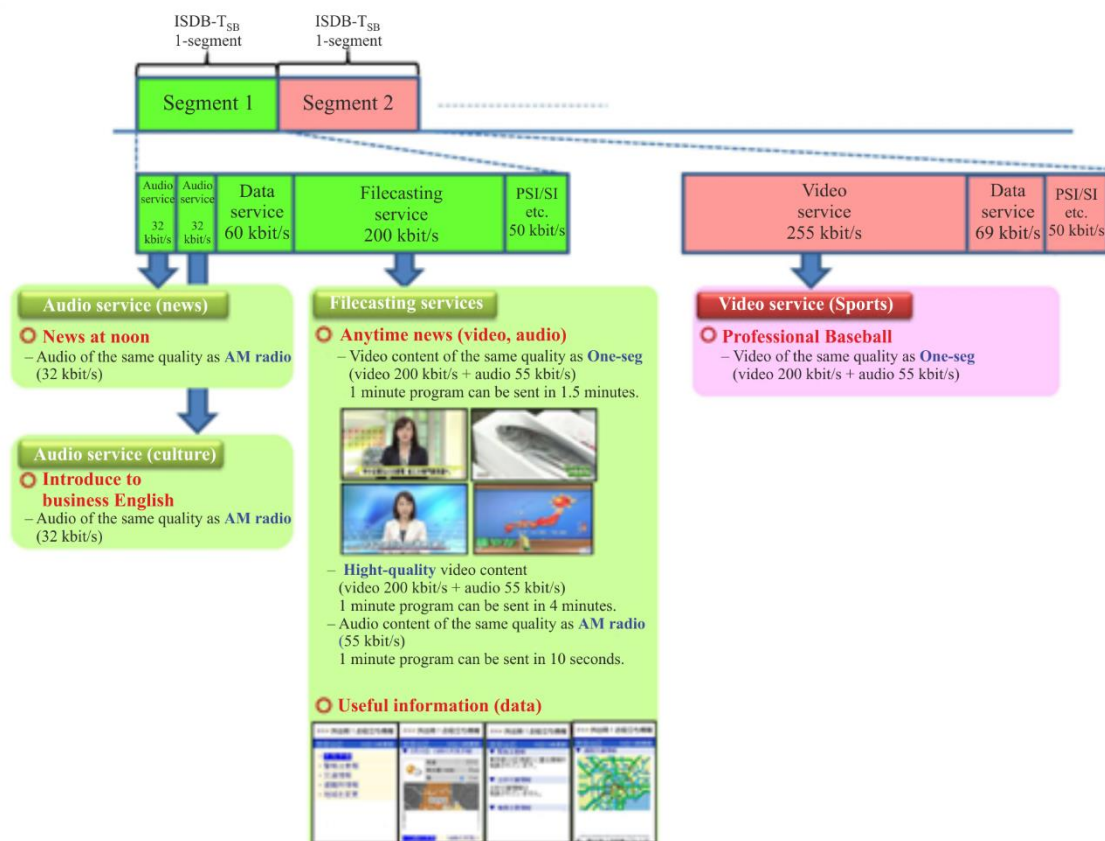 ISDB-TSB
1-segment
ISDB-TSB
1-segment
Segment 1
Segment 2
Audio
service
32
kbit/s
Audio
service
32
kbit/s
Data
service
60 kbit/s
Filecasting
service
200 kbit/s
PSI/SI
etc.
50 kbit/s
Video
service
255 kbit/s
Data
service
69 kbit/s
PSI/SI
etc.
50 kbit/s
Audio service (news)
News at noon
– Audio of the same quality as AM radio
(32 kbit/s)
Audio service (culture)
Introduce to
business English
– Audio of the same quality as AM radio
(32 kbit/s)
Filecasting services
Anytime news (video, audio)
– Video content of the same quality as One-seg
(video 200 kbit/s + audio 55 kbit/s)
1 minute program can be sent in 1.5 minutes.
– Hight-quality video content
(video 200 kbit/s + audio 55 kbit/s)
1 minute program can be sent in 4 minutes.
– Audio content of the same quality as AM radio
(55 kbit/s)
1 minute program can be sent in 10 seconds.
Useful information (data)
Video service (Sports)
Professional Baseball
– Video of the same quality as One-seg
(video 200 kbit/s + audio 55 kbit/s)